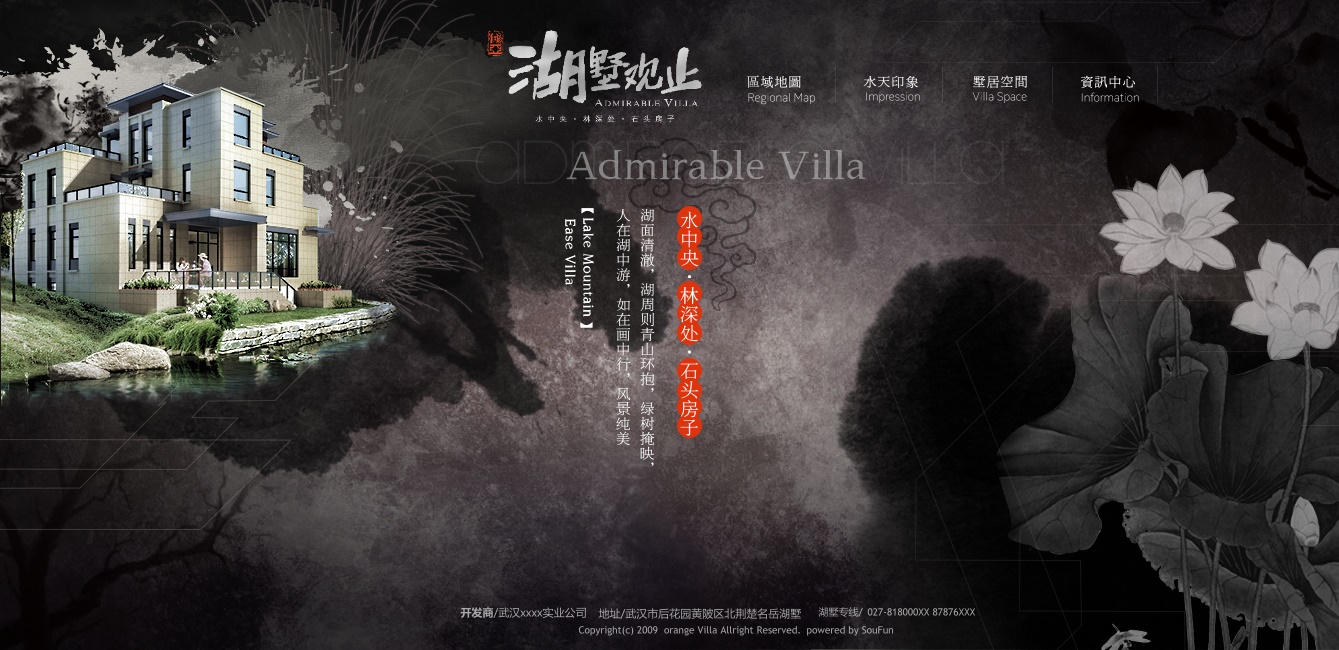 湖墅观止
ADMIRABLE VILLA
水中央·林深处·石头房子
區域地圖
Regional Map
水天印象
Impression
墅居空間
Villa Space
資訊中心
Information
Admirable Villa
水中央·林深处·石头房子
湖面清澈，湖周则青山环抱，绿树掩映，
人在湖中游，如在画中行，风景纯美
【Lake Mountain】
Ease Villa
开发商/武汉xxxx实业公司 地址/武汉市后花园黄陂区北荆楚名岳湖墅 湖墅专线/ 027-818000XX 87876XXX
Copyright(c) 2009 orange Villa Allright Reserved. powered by SouFun